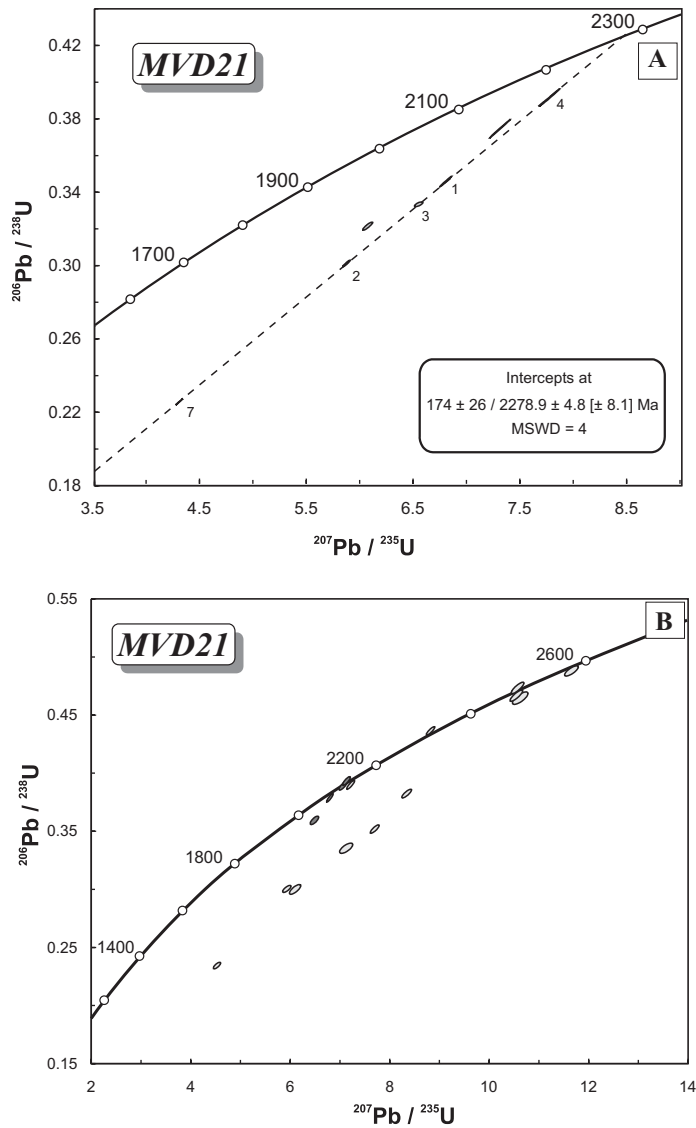 MVD21
A
2300
2100
1900
1700
4
1
3
2
7
0.42
0.38
0.34
0.30
0.26
0.22
0.18
206Pb / 238U
Intercepts at
174 ± 26 / 2278.9 ± 4.8 [± 8.1] Ma
MSWD = 4
3.5 4.5 5.5 6.5 7.5 8.5
207Pb / 235U
MVD21
B
2600
2200
1800
1400
0.55
0.45
0.35
0.25
0.15
206Pb / 238U
2 4 6 8 10 12 14
207Pb / 235U